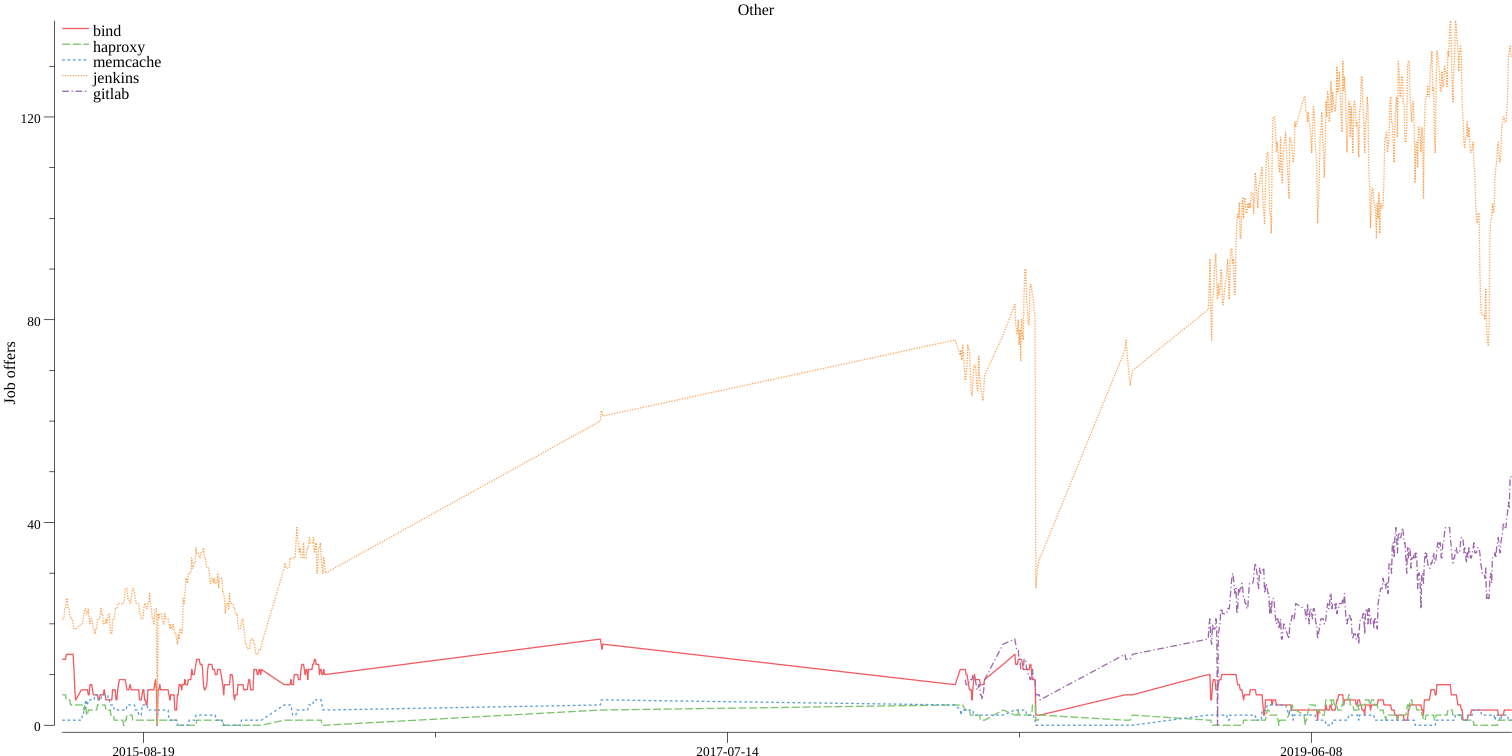 Other
bind
haproxy
memcache
jenkins
gitlab
120
80
40
0
Job offers
2015-08-19
2017-07-14
2019-06-08